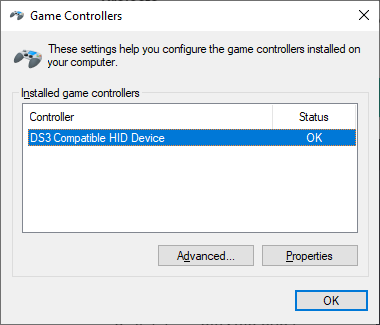 Game Controllers
These settings help you configure the game controllers installed on
your computer.
Installed game controllers
Controller Status
DS3 Compatible HID Device OK
Advanced... Properties
OK